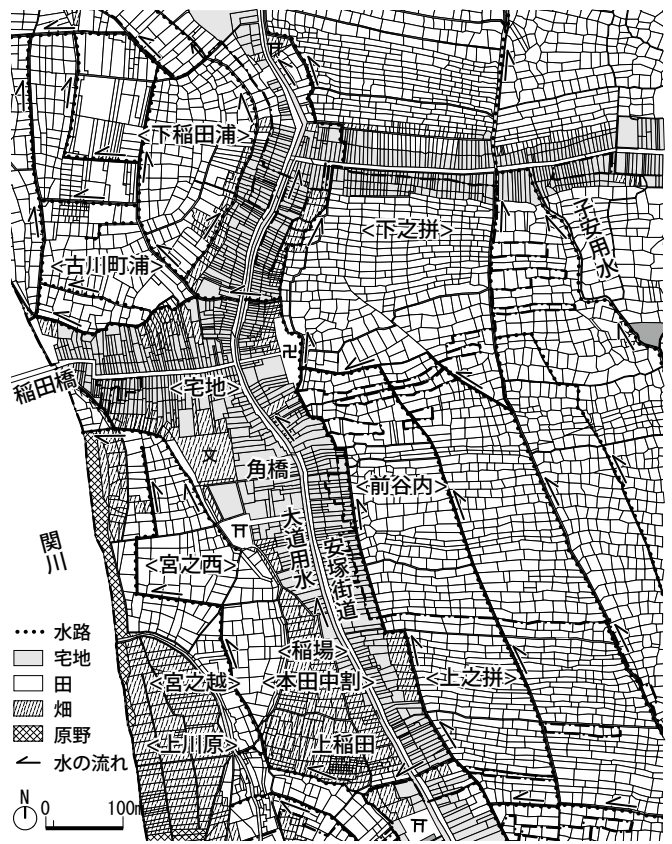 <下稲田浦>
<下之拼>
子安用水
<古川町浦>
稲田橋
<宅地>
卍
文
角橋
<前谷内>
関川
大道用水
安塚街道
<宮之西>
<稲場>
<宮之越>
<本田中割>
<上之拼>
<上川原>
上稲田
水路
宅地
田
畑
原野
水の流れ
N
0 100m